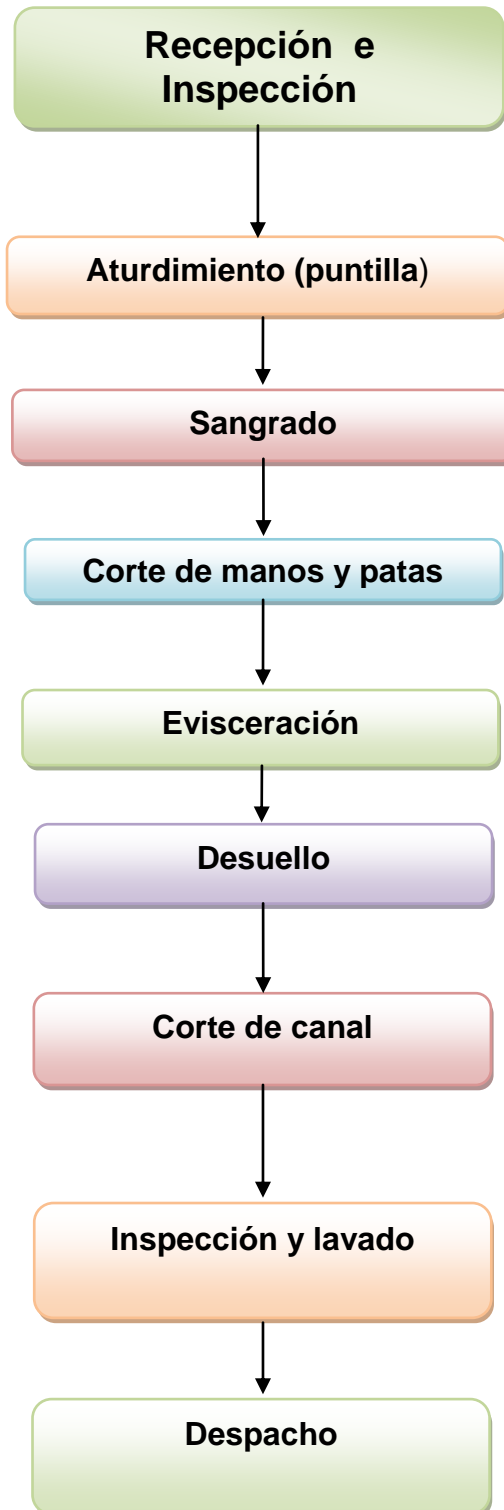 Recepción e
Inspección
Aturdimiento (puntilla)
Sangrado
Corte de manos y patas
Evisceración
Desuello
Corte de canal
Inspección y lavado
Despacho